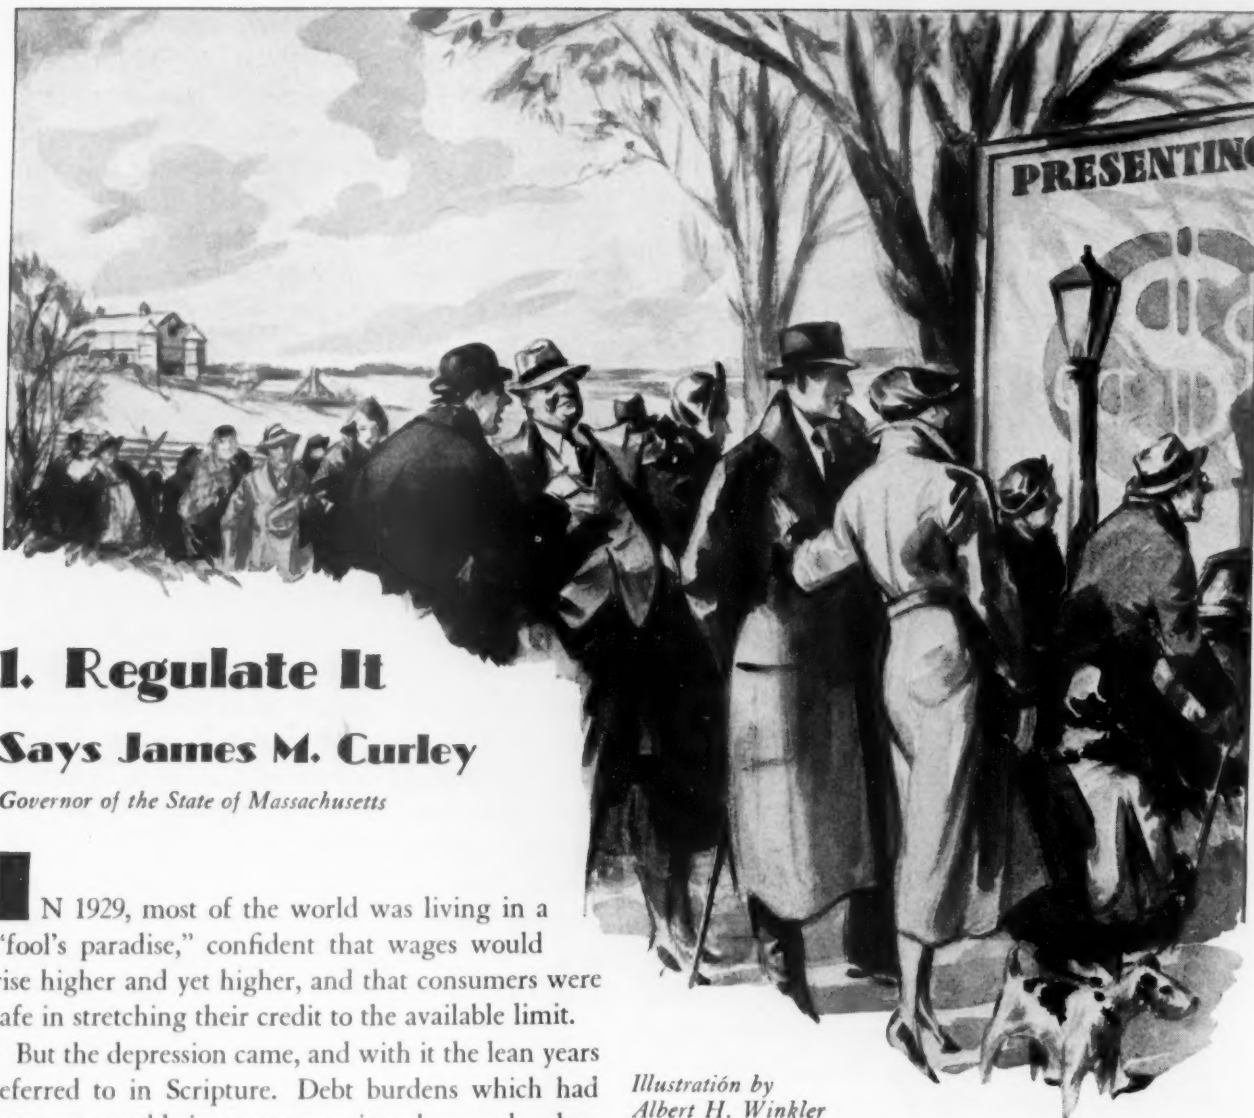 PRESENTING
$
1. Regulate It
Says James M. Curley
Governor of the State of Massachusetts
IN 1929, most of the world was living in a
“fool's paradise,” confident that wages would
rise higher and yet higher, and that consumers were
safe in stretching their credit to the available limit.
But the depression came, and with it the lean years
referred to in Scripture. Debt burdens which had
Illustration by
Albert H. Winkler